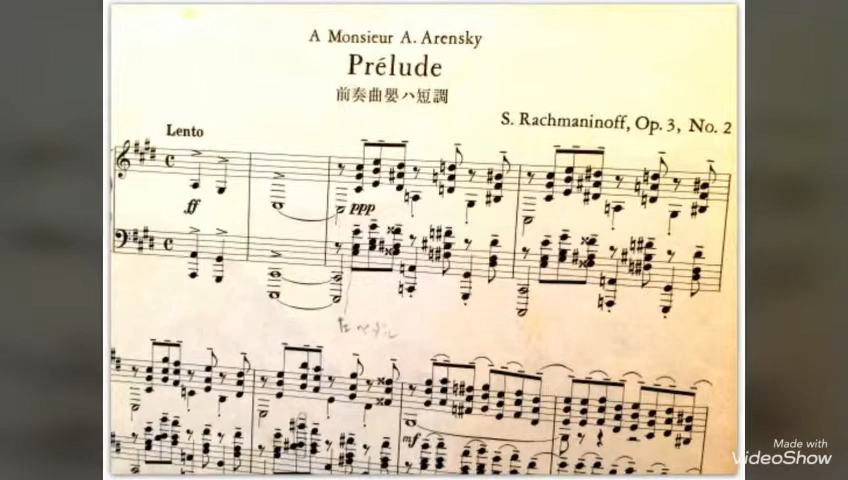 A Monsieur A. Arensky
Prélude
前奏曲嬰ハ短調
S. Rachmaninoff, Op. 3, No. 2
Lento
ff
ppp
mf
Made with
VideoShow